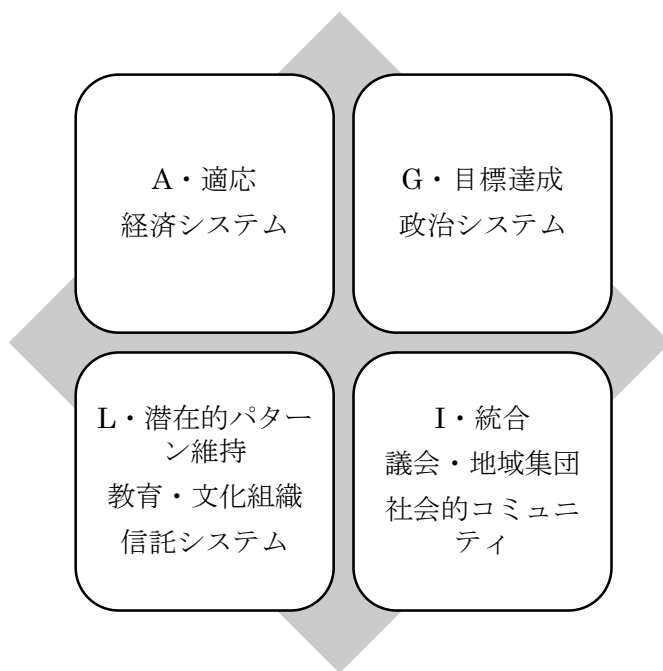 A・適応
経済システム
G・目標達成
政治システム
L・潜在的パター
ン維持
教育・文化組織
信託システム
I・統合
議会・地域集団
社会的コミュニ
ティ